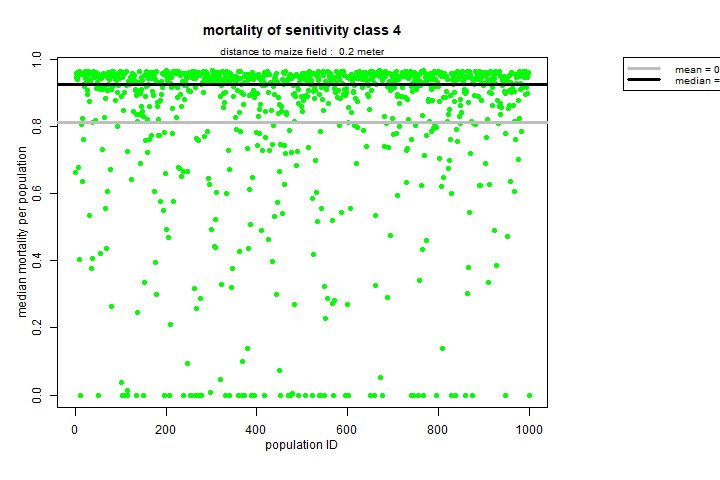 mortality of senitivity class 4
distance to maize field : 0.2 meter
mean = 0
median =
median mortality per population
1.0
0.8
0.6
0.4
0.2
0.0
0 200 400 600 800 1000
population ID